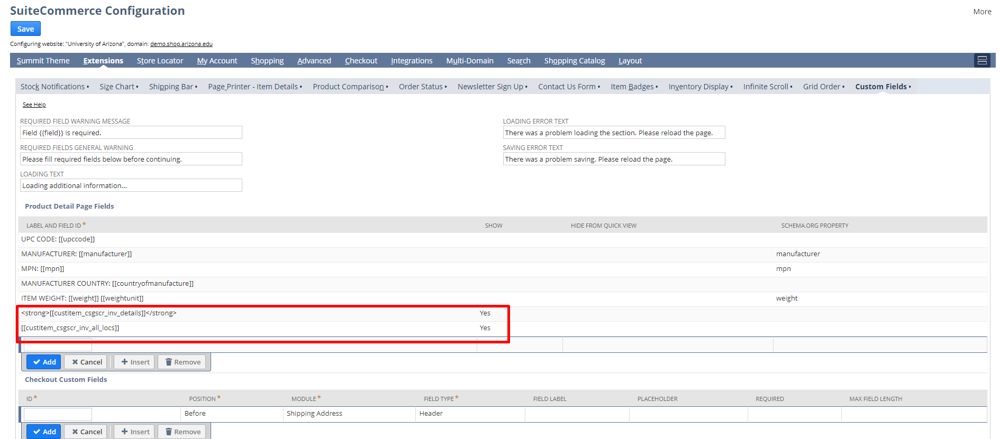 SuiteCommerce Configuration
More
Save
Configuring website: "University of Arizona", domain: demo.shop.arizona.edu
Summit Theme Extensions Store Locator My Account Shopping Advanced Checkout Integrations Multi-Domain Search Shopping Catalog Layout
Stock Notifications • Size Chart • Shipping Bar • Page Printer - Item Details • Product Comparison • Order Status • Newsletter Sign Up • Contact Us Form • Item Badges • Inventory Display • Infinite Scroll • Grid Order • Custom Fields •
See Help
REQUIRED FIELD WARNING MESSAGE
Field {{field}} is required.
REQUIRED FIELDS GENERAL WARNING
Please fill required fields below before continuing.
LOADING TEXT
Loading additional information...
LOADING ERROR TEXT
There was a problem loading the section. Please reload the page.
SAVING ERROR TEXT
There was a problem saving. Please reload the page.
Product Detail Page Fields
LABEL AND FIELD ID * SHOW HIDE FROM QUICK VIEW SCHEMA.ORG PROPERTY
UPC CODE: [[upccode]]
MANUFACTURER: [[manufacturer]] manufacturer
MPN: [[mpn]] mpn
MANUFACTURER COUNTRY: [[countryofmanufacture]]
ITEM WEIGHT: [[weight]] [[weightunit]] weight
<strong>[[custitem_csgscr_inv_details]]</strong> Yes
[[custitem_csgscr_inv_all_locs]] Yes
Add Cancel Insert Remove
Checkout Custom Fields
ID * POSITION * MODULE * FIELD TYPE * FIELD LABEL PLACEHOLDER REQUIRED MAX FIELD LENGTH
Before Shipping Address Header
Add Cancel Insert Remove